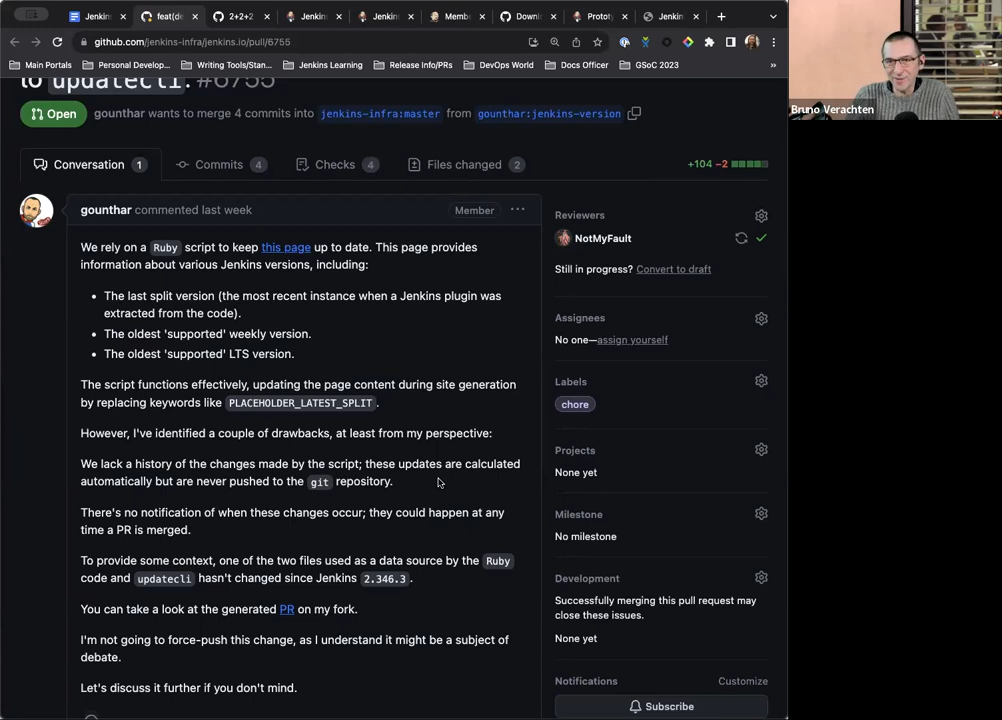 Jenkin
feat(de
2+2+2
Jenkin
Jenkin
Membe
Downl
Prototy
Jenkin
github.com/jenkins-infra/jenkins.io/pull/6755
Main Portals
Personal Develop...
Writing Tools/Stan...
Jenkins Learning
Release Info/PRs
DevOps World
Docs Officer
GSoC 2023
»
Bruno Verachten
to updatecli. #6755
Open
gounthar wants to merge 4 commits into jenkins-infra:master from gounthar:jenkins-version
Conversation 1
Commits 4
Checks 4
Files changed 2
+104 −2
gounthar commented last week
Member
We rely on a Ruby script to keep this page up to date. This page provides
information about various Jenkins versions, including:
• The last split version (the most recent instance when a Jenkins plugin was
extracted from the code).
• The oldest 'supported' weekly version.
• The oldest 'supported' LTS version.
The script functions effectively, updating the page content during site generation
by replacing keywords like PLACEHOLDER_LATEST_SPLIT.
However, I've identified a couple of drawbacks, at least from my perspective:
We lack a history of the changes made by the script; these updates are calculated
automatically but are never pushed to the git repository.
There's no notification of when these changes occur; they could happen at any
time a PR is merged.
To provide some context, one of the two files used as a data source by the Ruby
code and updatecli hasn't changed since Jenkins 2.346.3.
You can take a look at the generated PR on my fork.
I'm not going to force-push this change, as I understand it might be a subject of
debate.
Let's discuss it further if you don't mind.
Reviewers
NotMyFault
Still in progress? Convert to draft
Assignees
No one—assign yourself
Labels
chore
Projects
None yet
Milestone
No milestone
Development
Successfully merging this pull request may
close these issues.
None yet
Notifications
Customize
Subscribe